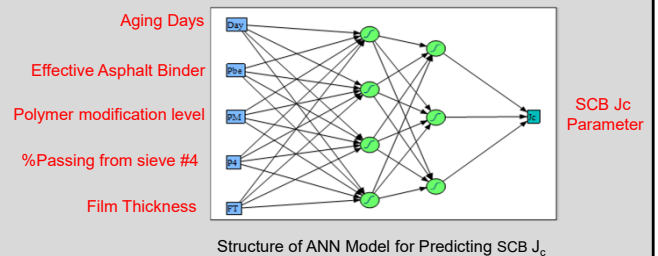 Aging Days
Day
Effective Asphalt Binder
Pbe
Polymer modification level
PM
%Passing from sieve #4
P4
Film Thickness
FT
Jc
SCB Jc
Parameter
Structure of ANN Model for Predicting SCB Jc